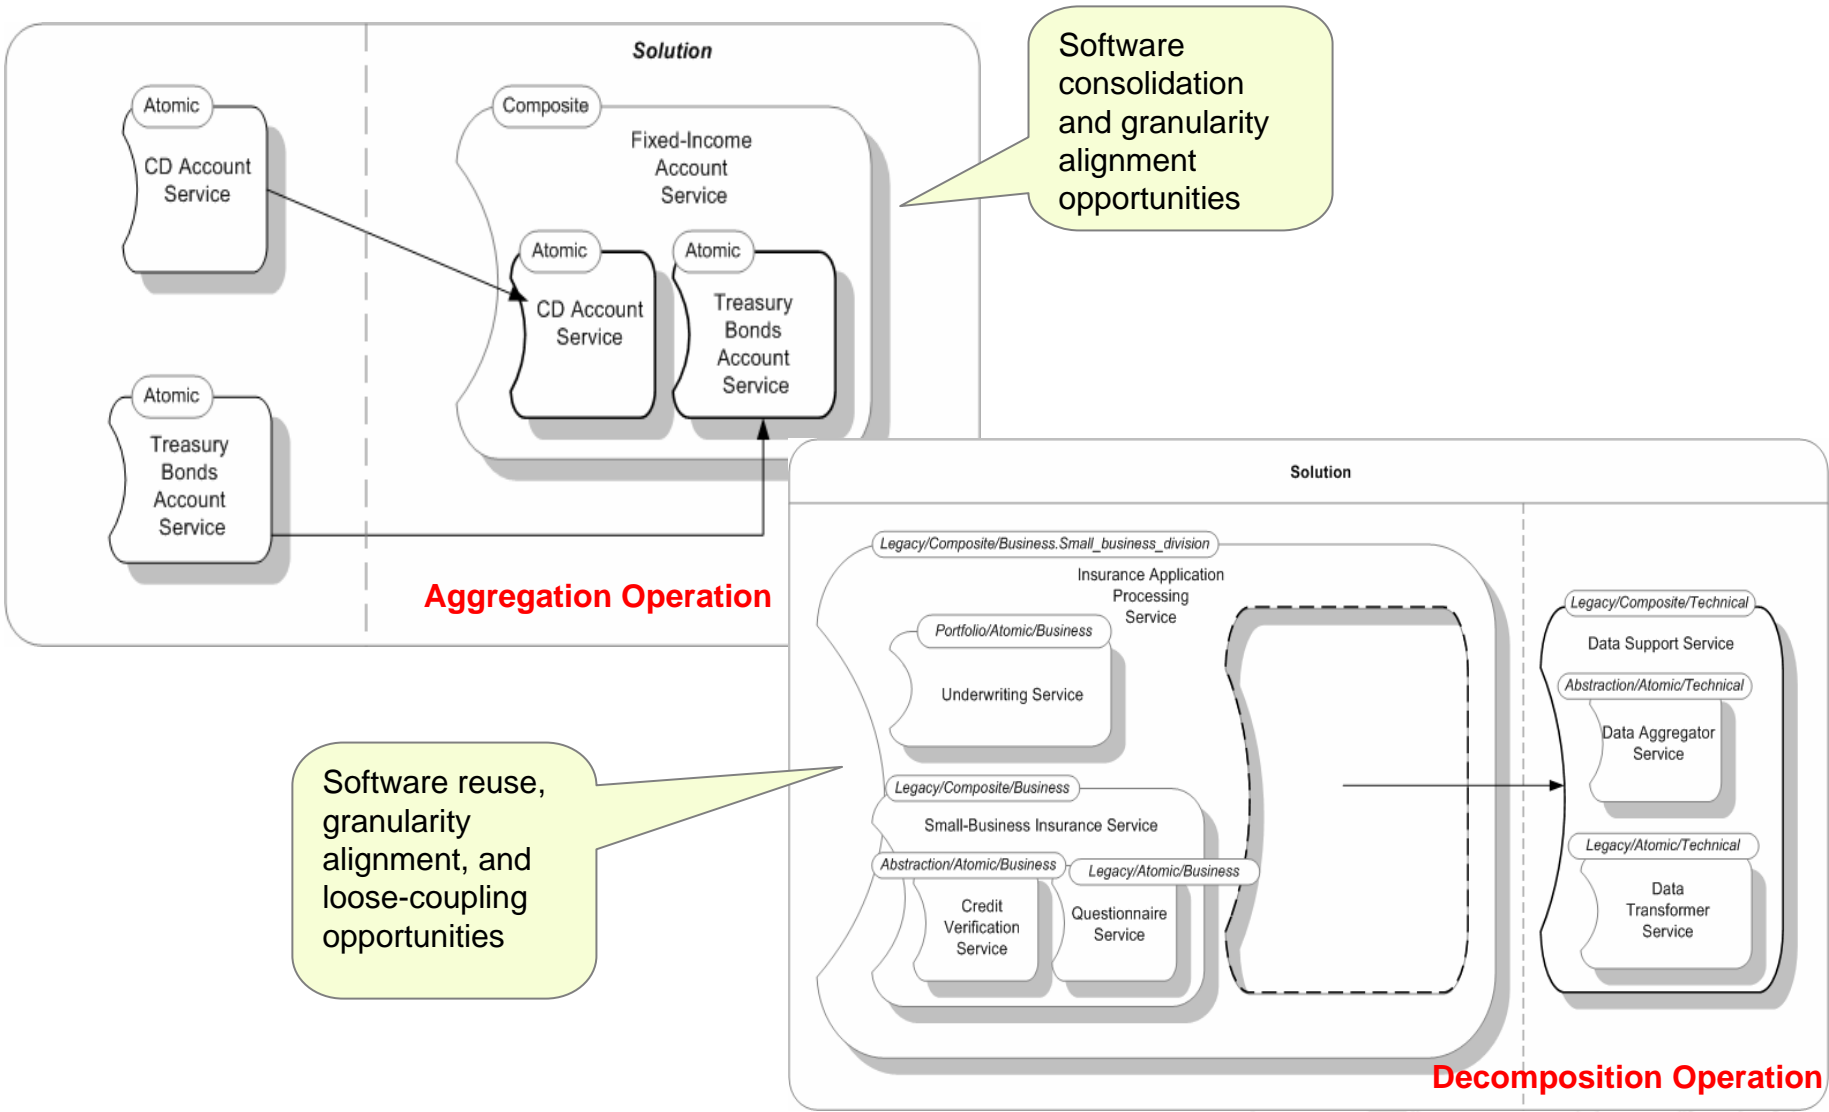 Solution
Atomic
CD Account
Service
Composite
Fixed-Income
Account
Service
Atomic
CD Account
Service
Atomic
Treasury
Bonds
Account
Service
Atomic
Treasury
Bonds
Account
Service
Aggregation Operation
Software
consolidation
and granularity
alignment
opportunities
Solution
Legacy/Composite/Business.Small_business_division
Insurance Application
Processing
Service
Portfolio/Atomic/Business
Underwriting Service
Legacy/Composite/Business
Small-Business Insurance Service
Abstraction/Atomic/Business
Credit
Verification
Service
Legacy/Atomic/Business
Questionnaire
Service
Legacy/Composite/Technical
Data Support Service
Abstraction/Atomic/Technical
Data Aggregator
Service
Legacy/Atomic/Technical
Data
Transformer
Service
Decomposition Operation
Software reuse,
granularity
alignment, and
loose-coupling
opportunities